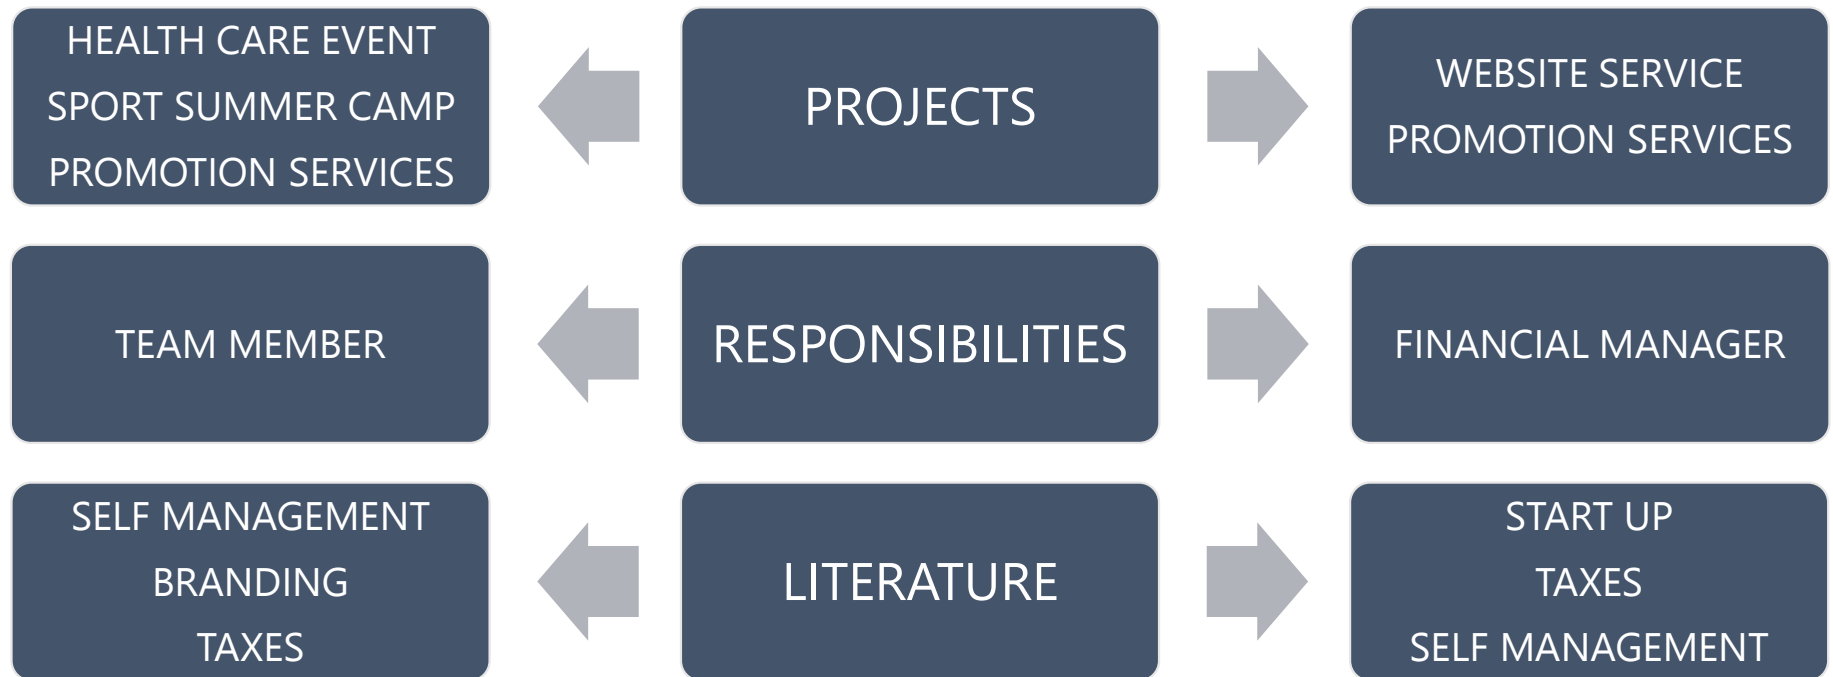 HEALTH CARE EVENT
SPORT SUMMER CAMP
PROMOTION SERVICES
PROJECTS
WEBSITE SERVICE
PROMOTION SERVICES
TEAM MEMBER
RESPONSIBILITIES
FINANCIAL MANAGER
SELF MANAGEMENT
BRANDING
TAXES
LITERATURE
START UP
TAXES
SELF MANAGEMENT